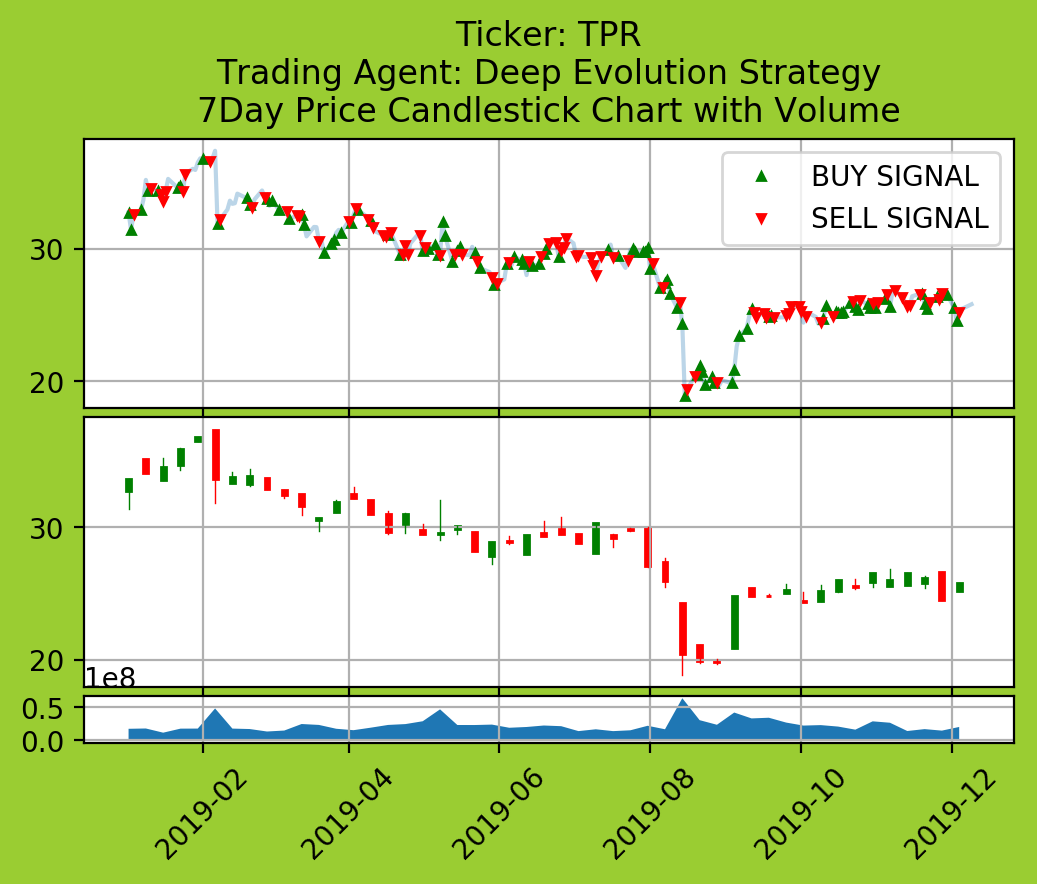 Ticker: TPR
Trading Agent: Deep Evolution Strategy
7Day Price Candlestick Chart with Volume
BUY SIGNAL
SELL SIGNAL
30
20
30
20
1e8
0.5
0.0
2019-02
2019-04
2019-06
2019-08
2019-10
2019-12